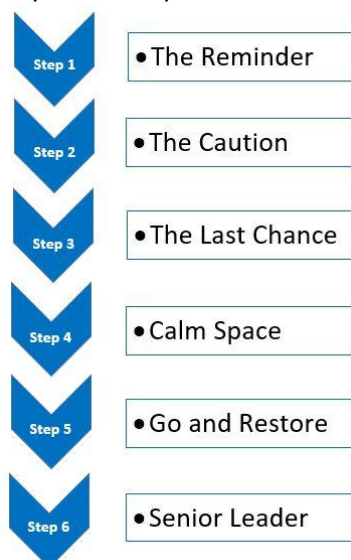 Step 1
• The Reminder
Step 2
• The Caution
Step 3
• The Last Chance
Step 4
• Calm Space
Step 5
• Go and Restore
Step 6
• Senior Leader